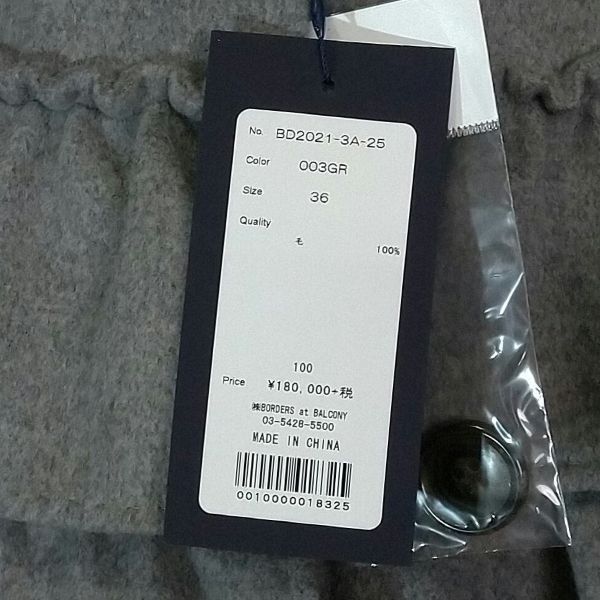 No. BD2021-3A-25
Color 003GR
Size 36
Quality
毛 100%
100
Price ¥180,000+税
㈱BORDERS at BALCONY
03-5428-5500
MADE IN CHINA
0010000018325